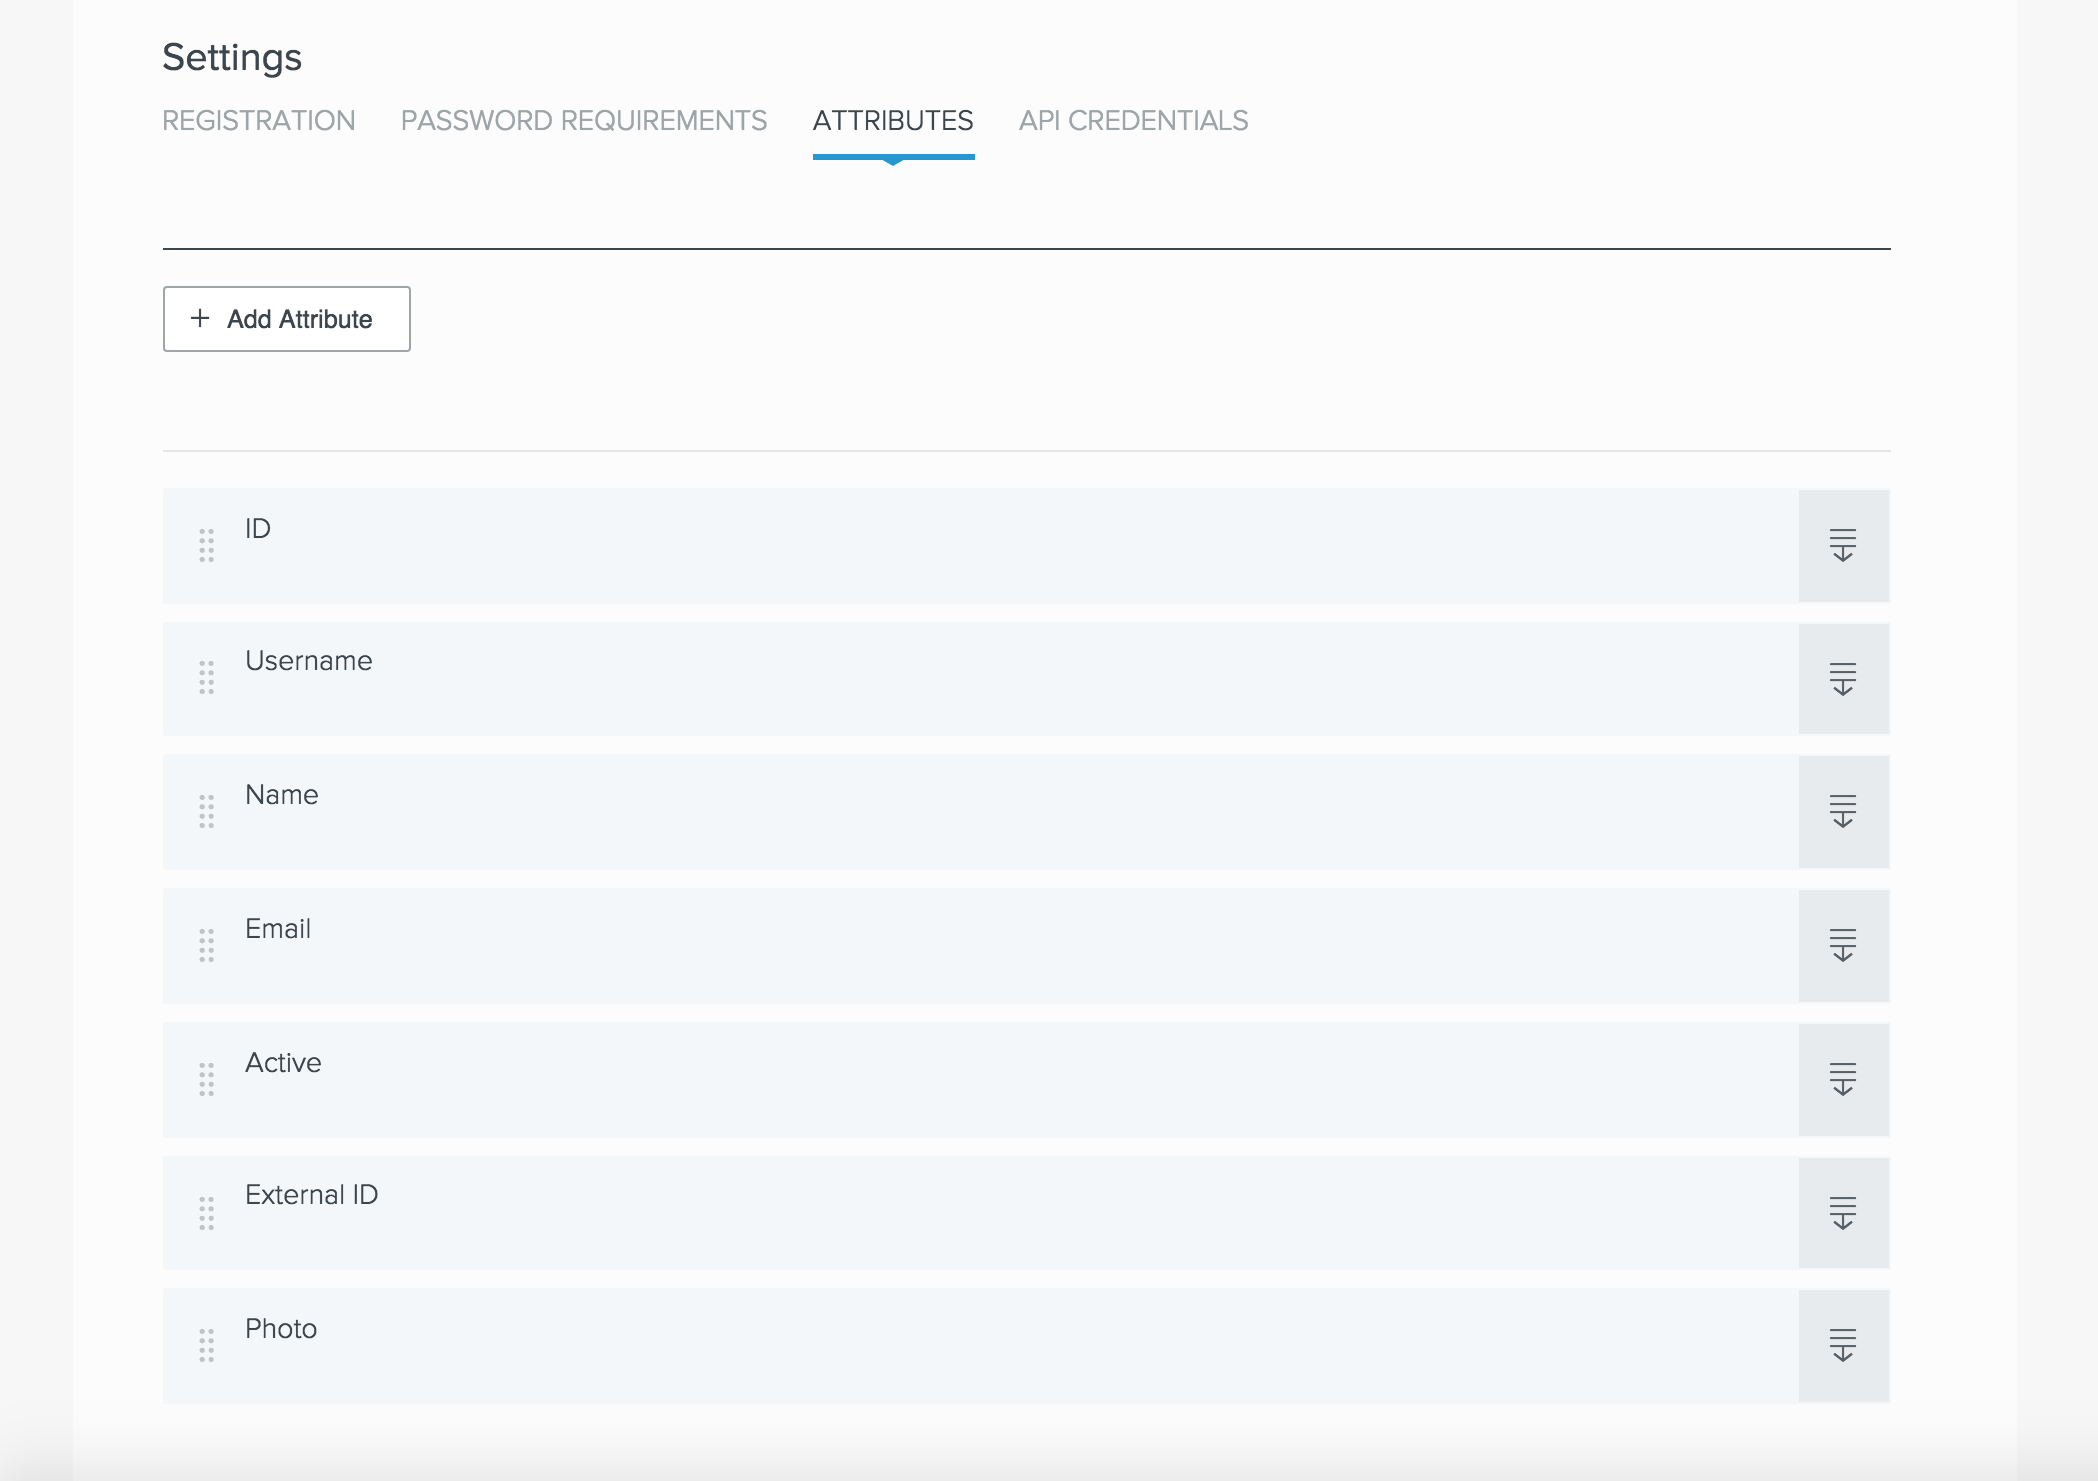 Settings
REGISTRATION PASSWORD REQUIREMENTS ATTRIBUTES API CREDENTIALS
+ Add Attribute
ID
Username
Name
Email
Active
External ID
Photo